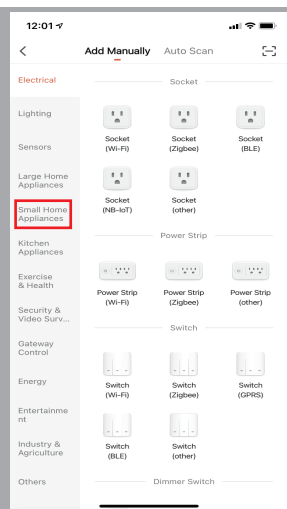 12:01
Add Manually Auto Scan
Electrical
Lighting
Sensors
Large Home
Appliances
Small Home
Appliances
Kitchen
Appliances
Exercise
& Health
Security &
Video Surv...
Gateway
Control
Energy
Entertainme
nt
Industry &
Agriculture
Others
Socket
Socket
(Wi-Fi)
Socket
(Zigbee)
Socket
(BLE)
Socket
(NB-IoT)
Socket
(other)
Power Strip
Power Strip
(Wi-Fi)
Power Strip
(Zigbee)
Power Strip
(other)
Switch
Switch
(Wi-Fi)
Switch
(Zigbee)
Switch
(GPRS)
Switch
(BLE)
Switch
(other)
Dimmer Switch